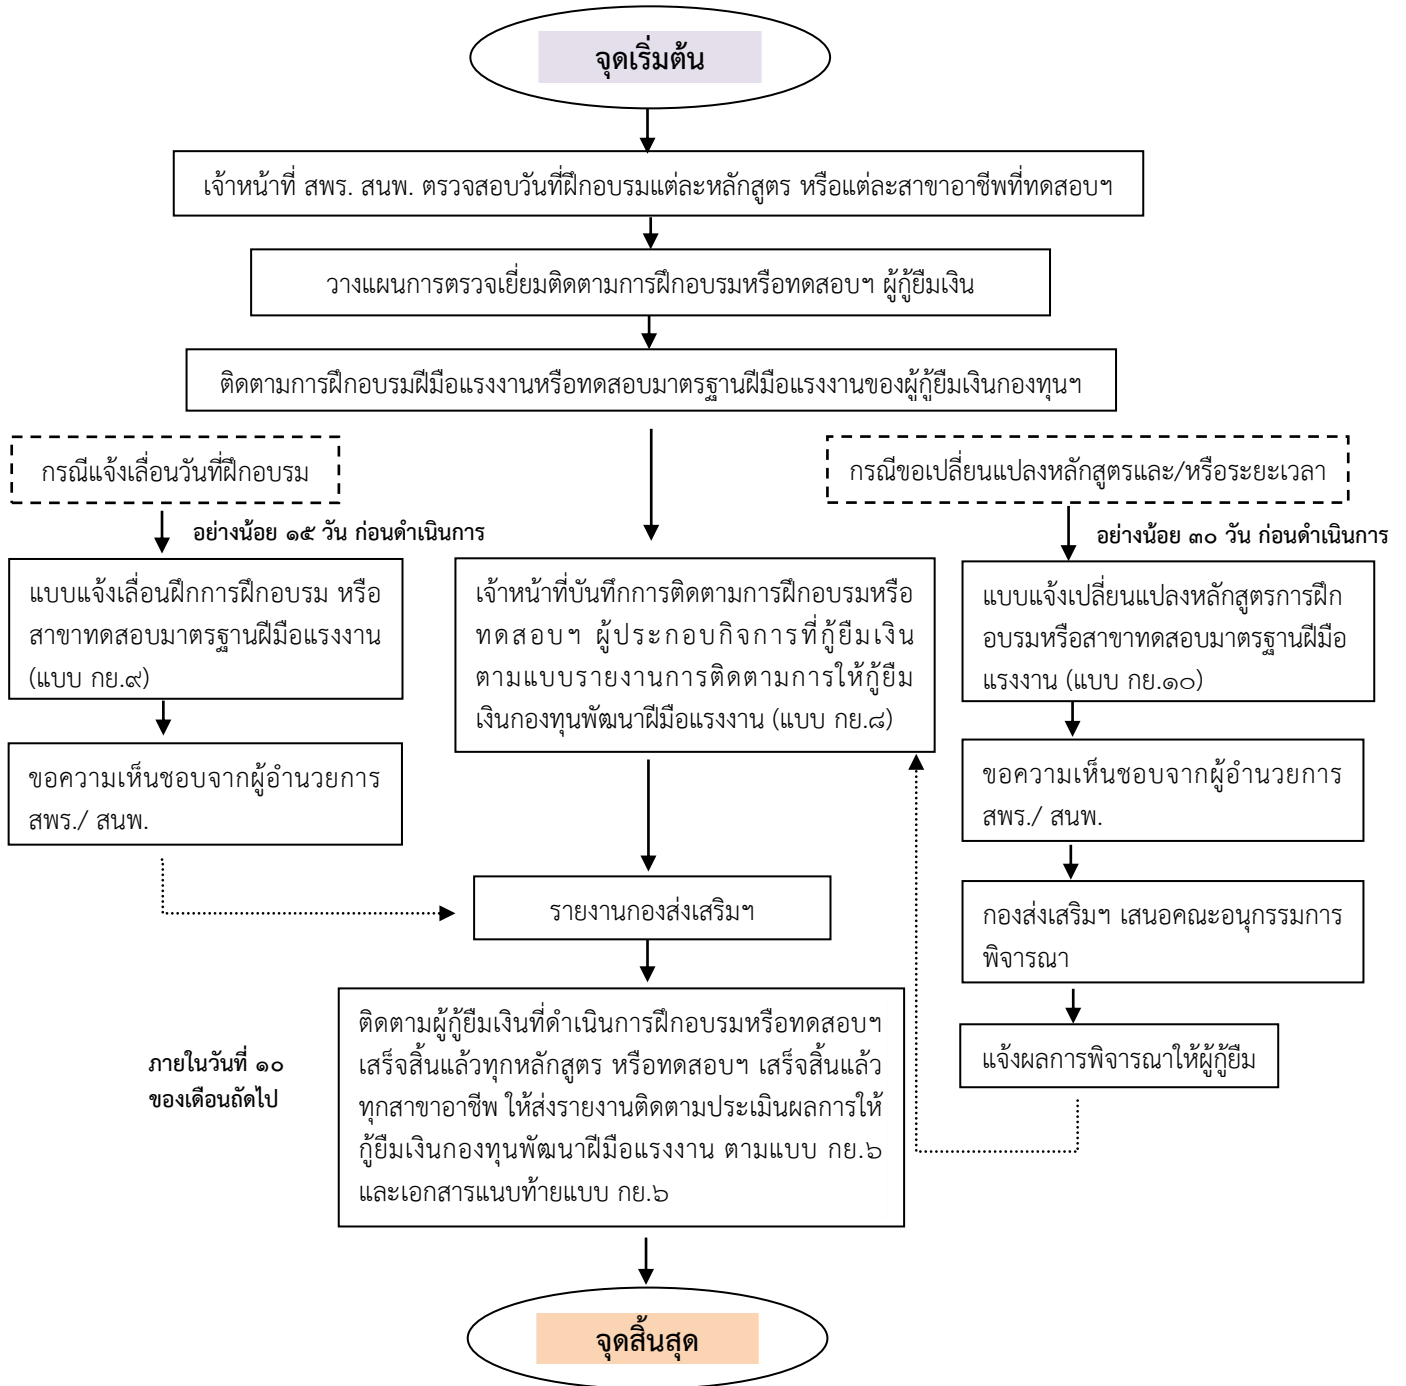 จุดเริ่มต้น
เจ้าหน้าที่ สพร. สนพ. ตรวจสอบวันที่ฝึกอบรมแต่ละหลักสูตร หรือแต่ละสาขาอาชีพที่ทดสอบฯ
วางแผนการตรวจเยี่ยมติดตามการฝึกอบรมหรือทดสอบฯ ผู้กู้ยืมเงิน
ติดตามการฝึกอบรมฝีมือแรงงานหรือทดสอบมาตรฐานฝีมือแรงงานของผู้กู้ยืมเงินกองทุนฯ
กรณีแจ้งเลื่อนวันที่ฝึกอบรม
อย่างน้อย ๑๕ วัน ก่อนดำเนินการ
แบบแจ้งเลื่อนฝึกการฝึกอบรม หรือ
สาขาทดสอบมาตรฐานฝีมือแรงงาน
(แบบ กย.๙)
ขอความเห็นชอบจากผู้อำนวยการ
สพร./ สนพ.
เจ้าหน้าที่บันทึกการติดตามการฝึกอบรมหรือ
ทดสอบฯ ผู้ประกอบกิจการที่กู้ยืมเงิน
ตามแบบรายงานการติดตามการให้กู้ยืม
เงินกองทุนพัฒนาฝีมือแรงงาน (แบบ กย.๘)
กรณีขอเปลี่ยนแปลงหลักสูตรและ/หรือระยะเวลา
อย่างน้อย ๓๐ วัน ก่อนดำเนินการ
แบบแจ้งเปลี่ยนแปลงหลักสูตรการฝึก
อบรมหรือสาขาทดสอบมาตรฐานฝีมือ
แรงงาน (แบบ กย.๑๐)
ขอความเห็นชอบจากผู้อำนวยการ
สพร./ สนพ.
กองส่งเสริมฯ เสนอคณะอนุกรรมการ
พิจารณา
แจ้งผลการพิจารณาให้ผู้กู้ยืม
รายงานกองส่งเสริมฯ
ภายในวันที่ ๑๐
ของเดือนถัดไป
ติดตามผู้กู้ยืมเงินที่ดำเนินการฝึกอบรมหรือทดสอบฯ
เสร็จสิ้นแล้วทุกหลักสูตร หรือทดสอบฯ เสร็จสิ้นแล้ว
ทุกสาขาอาชีพ ให้ส่งรายงานติดตามประเมินผลการให้
กู้ยืมเงินกองทุนพัฒนาฝีมือแรงงาน ตามแบบ กย.๖
และเอกสารแนบท้ายแบบ กย.๖
จุดสิ้นสุด